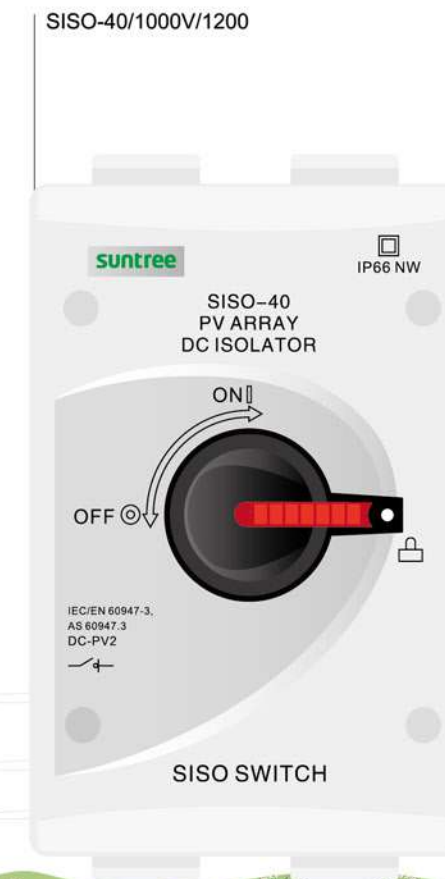 SISO-40/1000V/1200
suntree
IP66 NW
SISO-40
PV ARRAY
DC ISOLATOR
ON
OFF
IEC/EN 60947-3,
AS 60947.3
DC-PV2
SISO SWITCH